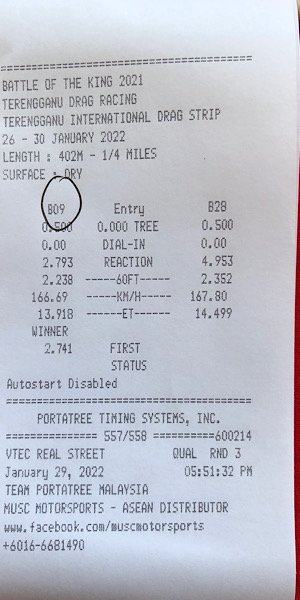 ==========================================
BATTLE OF THE KING 2021
TERENGGANU DRAG RACING
TERENGGANU INTERNATIONAL DRAG STRIP
26 - 30 JANUARY 2022
LENGTH : 402M - 1/4 MILES
SURFACE : DRY
B09 Entry B28
0.500 0.000 TREE 0.500
0.00 DIAL-IN 0.00
2.793 REACTION 4.953
2.238 -----60FT----- 2.352
166.69 -----KM/H----- 167.80
13.918 ------ET------ 14.499
WINNER
2.741 FIRST
STATUS
Autostart Disabled
==========================================
PORTATREE TIMING SYSTEMS, INC.
================ 557/558 ===========600214
VTEC REAL STREET QUAL RND 3
January 29, 2022 05:51:32 PM
TEAM PORTATREE MALAYSIA
MUSC MOTORSPORTS - ASEAN DISTRIBUTOR
www.facebook.com/muscmotorsports
+6016-6681490